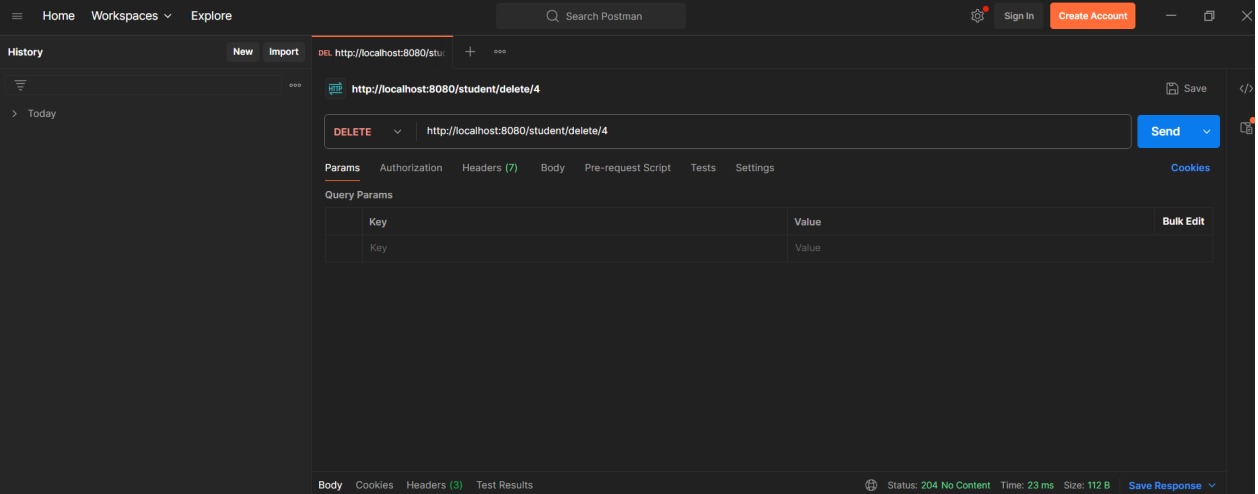 Home Workspaces Explore Search Postman Sign In Create Account
History New Import DEL http://localhost:8080/stu
HTTP http://localhost:8080/student/delete/4 Save
Today
DELETE http://localhost:8080/student/delete/4 Send
Params Authorization Headers (7) Body Pre-request Script Tests Settings Cookies
Query Params
Key Value Bulk Edit
Key Value
Body Cookies Headers (3) Test Results Status: 204 No Content Time: 23 ms Size: 112 B Save Response